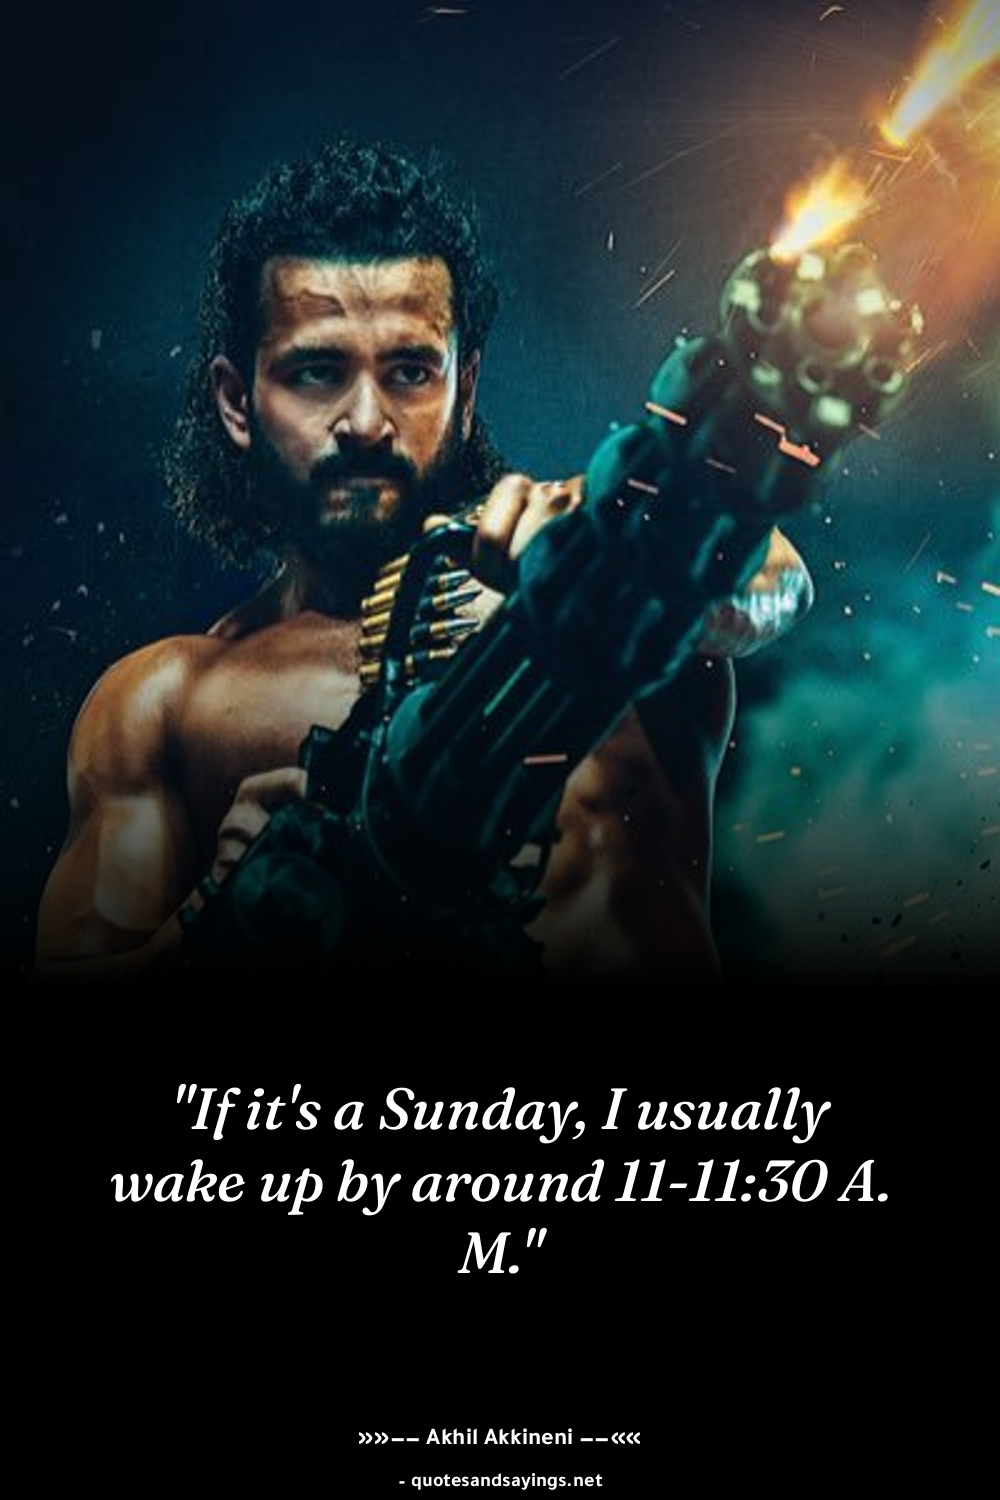 "If it's a Sunday, I usually
wake up by around 11-11:30 A.
M."
»»–– Akhil Akkineni ––««
- quotesandsayings.net